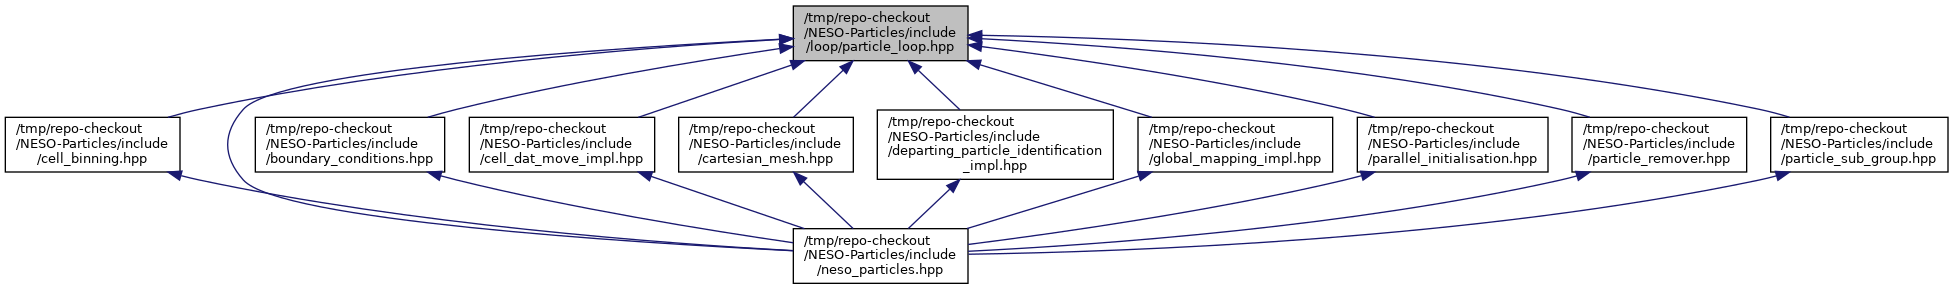 /tmp/repo-checkout
/NESO-Particles/include
/loop/particle_loop.hpp
/tmp/repo-checkout
/NESO-Particles/include
/cell_binning.hpp
/tmp/repo-checkout
/NESO-Particles/include
/boundary_conditions.hpp
/tmp/repo-checkout
/NESO-Particles/include
/cell_dat_move_impl.hpp
/tmp/repo-checkout
/NESO-Particles/include
/cartesian_mesh.hpp
/tmp/repo-checkout
/NESO-Particles/include
/departing_particle_identification
_impl.hpp
/tmp/repo-checkout
/NESO-Particles/include
/global_mapping_impl.hpp
/tmp/repo-checkout
/NESO-Particles/include
/parallel_initialisation.hpp
/tmp/repo-checkout
/NESO-Particles/include
/particle_remover.hpp
/tmp/repo-checkout
/NESO-Particles/include
/particle_sub_group.hpp
/tmp/repo-checkout
/NESO-Particles/include
/neso_particles.hpp